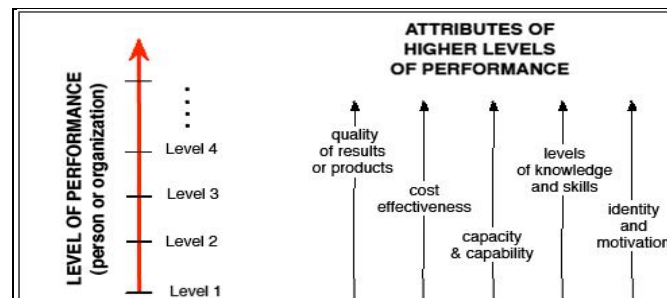 LEVEL OF PERFORMANCE
(person or organization)
Level 4
Level 3
Level 2
Level 1
ATTRIBUTES OF
HIGHER LEVELS
OF PERFORMANCE
quality
of results
or products
cost
effectiveness
capacity
& capability
levels
of knowledge
and skills
identity
and
motivation